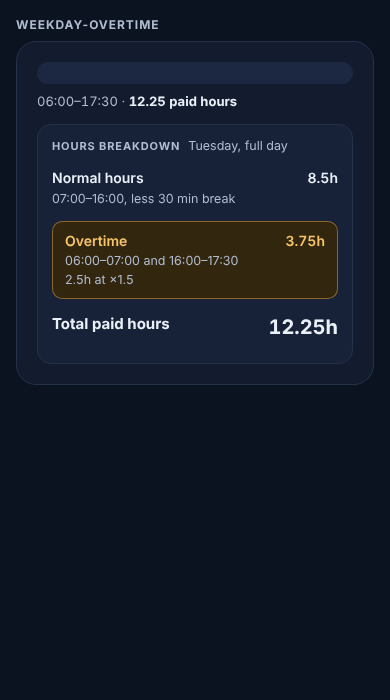 WEEKDAY-OVERTIME
06:00–17:30 · 12.25 paid hours
HOURS BREAKDOWN Tuesday, full day
Normal hours 8.5h
07:00–16:00, less 30 min break
Overtime 3.75h
06:00–07:00 and 16:00–17:30
2.5h at ×1.5
Total paid hours 12.25h